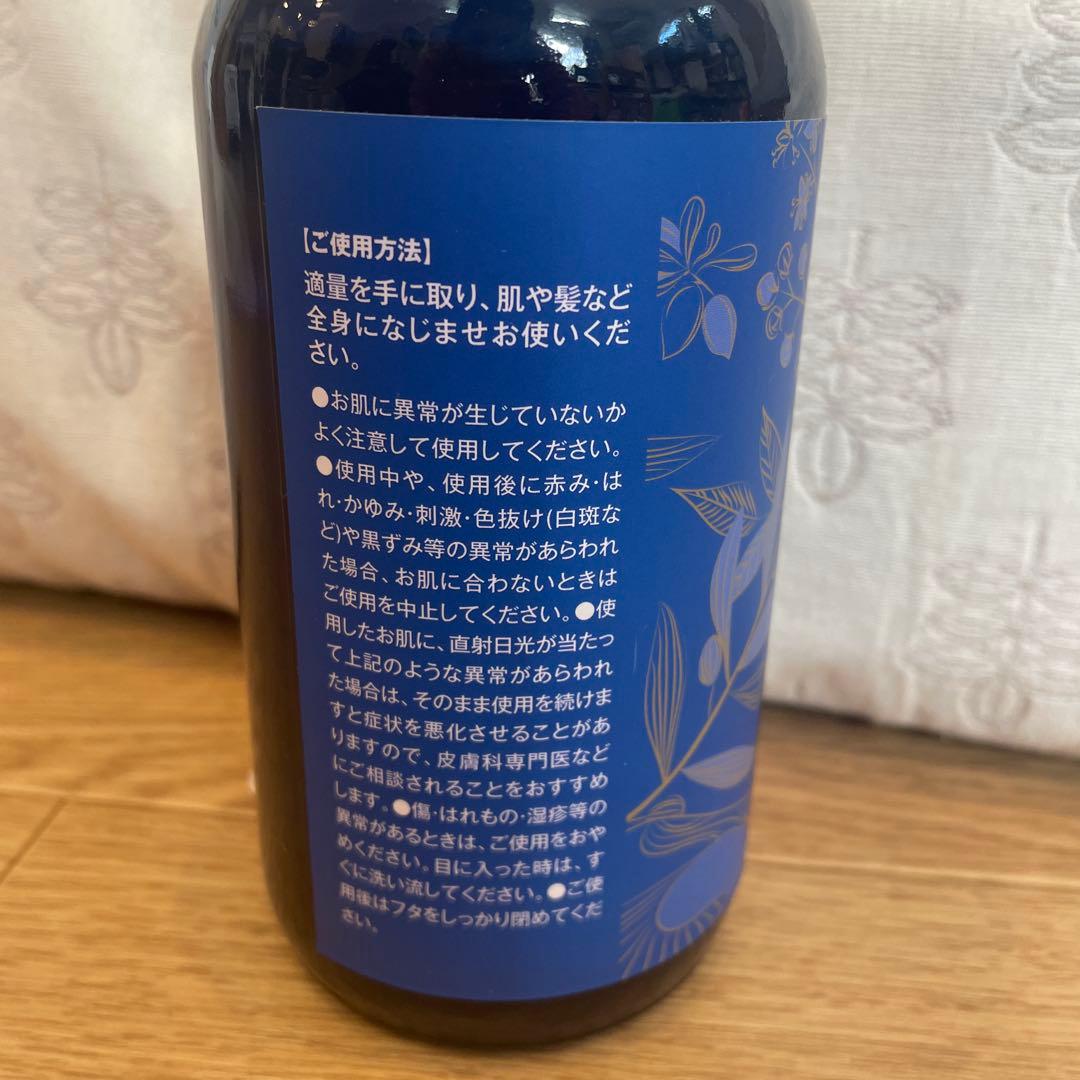 【ご使用方法】
適量を手に取り、肌や髪など
全身になじませお使いくだ
さい。
●お肌に異常が生じていないか
よく注意して使用してください。
●使用中や、使用後に赤み・は
れ・かゆみ・刺激・色抜け(白斑な
ど)や黒ずみ等の異常があらわれ
た場合、お肌に合わないときは
ご使用を中止してください。●使
用したお肌に、直射日光が当たっ
て上記のような異常があらわれ
た場合は、そのまま使用を続けま
すと症状を悪化させることがあ
りますので、皮膚科専門医など
にご相談されることをおすすめ
します。●傷・はれもの・湿疹等の
異常があるときは、ご使用をおや
めください。目に入った時は、す
ぐに洗い流してください。●ご使
用後はフタをしっかり閉めてくだ
さい。